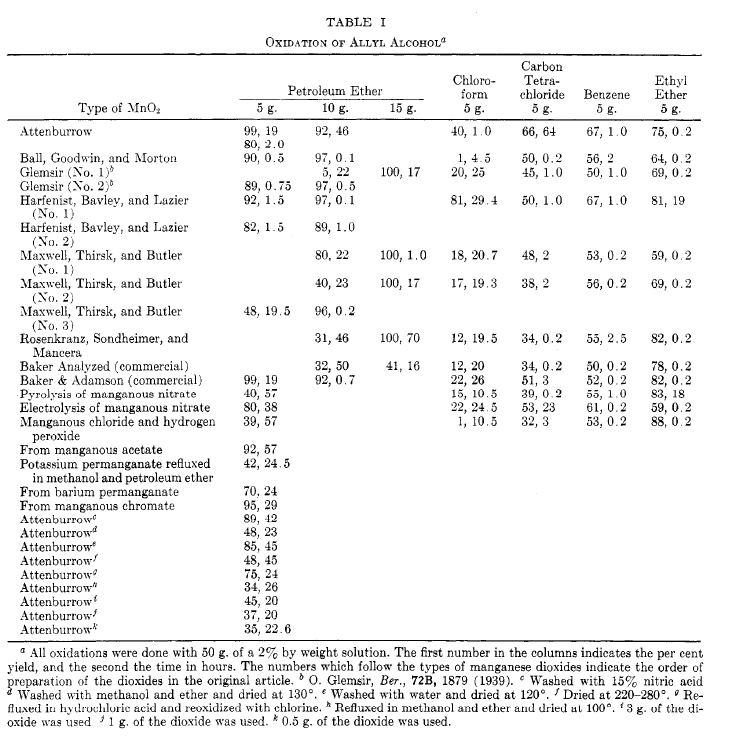 TABLE I
OXIDATION OF ALLYL ALCOHOLᵃ
Type of MnO₂ Petroleum Ether 5 g. 10 g. 15 g. Chloro-form 5 g. Carbon Tetra-chloride 5 g. Benzene 5 g. Ethyl Ether 5 g.
Attenburrow 99, 19 92, 46 40, 1.0 66, 64 67, 1.0 75, 0.2
80, 2.0
Ball, Goodwin, and Morton 90, 0.5 97, 0.1 1, 4.5 50, 0.2 56, 2 64, 0.2
Glemsir (No. 1)ᵇ 5, 22 100, 17 20, 25 45, 1.0 50, 1.0 69, 0.2
Glemsir (No. 2)ᵇ 89, 0.75 97, 0.5
Harfenist, Bavley, and Lazier 92, 1.5 97, 0.1 81, 29.4 50, 1.0 67, 1.0 81, 19
(No. 1)
Harfenist, Bavley, and Lazier 82, 1.5 89, 1.0
(No. 2)
Maxwell, Thirsk, and Butler 80, 22 100, 1.0 18, 20.7 48, 2 53, 0.2 59, 0.2
(No. 1)
Maxwell, Thirsk, and Butler 40, 23 100, 17 17, 19.3 38, 2 56, 0.2 69, 0.2
(No. 2)
Maxwell, Thirsk and Butler 48, 19.5 96, 0.2
(No. 3)
Rosenkranz, Sondheimer, and 31, 46 100, 70 12, 19.5 34, 0.2 55, 2.5 82, 0.2
Mancera
Baker Analyzed (commercial) 32, 50 41, 16 12, 20 34, 0.2 50, 0.2 78, 0.2
Baker & Adamson (commercial) 99, 19 92, 0.7 22, 26 51, 3 52, 0.2 82, 0.2
Pyrolysis of manganous nitrate 40, 57 15, 10.5 39, 0.2 55, 1.0 83, 18
Electrolysis of manganous nitrate 80, 38 22, 24.5 53, 23 61, 0.2 59, 0.2
Manganous chloride and hydrogen 39, 57 1, 10.5 32, 3 53, 0.2 88, 0.2
peroxide
From manganous acetate 92, 57
Potassium permanganate refluxed 42, 24.5
in methanol and petroleum ether
From barium permanganate 70, 24
From manganous chromate 95, 29
Attenburrowᶜ 89, 42
Attenburrowᵈ 48, 23
Attenburrowᵉ 85, 45
Attenburrowᶠ 48, 45
Attenburrowᵍ 75, 24
Attenburrowʰ 34, 26
Attenburrowⁱ 45, 20
Attenburrowʲ 37, 20
Attenburrowᵏ 35, 22.6
ᵃ All oxidations were done with 50 g. of a 2% by weight solution. The first number in the columns indicates the per cent
yield, and the second the time in hours. The numbers which follow the types of manganese dioxides indicate the order of
preparation of the dioxides in the original article. ᵇ O. Glemsir, Ber., 72B, 1879 (1939). ᶜ Washed with 15% nitric acid
ᵈ Washed with methanol and ether and dried at 130°. ᵉ Washed with water and dried at 120°. ᶠ Dried at 220–280°. ᵍ Re-
fluxed in hydrochloric acid and reoxidized with chlorine. ʰ Refluxed in methanol and ether and dried at 100°. ⁱ 3 g. of the di-
oxide was used ʲ 1 g. of the dioxide was used. ᵏ 0.5 g. of the dioxide was used.